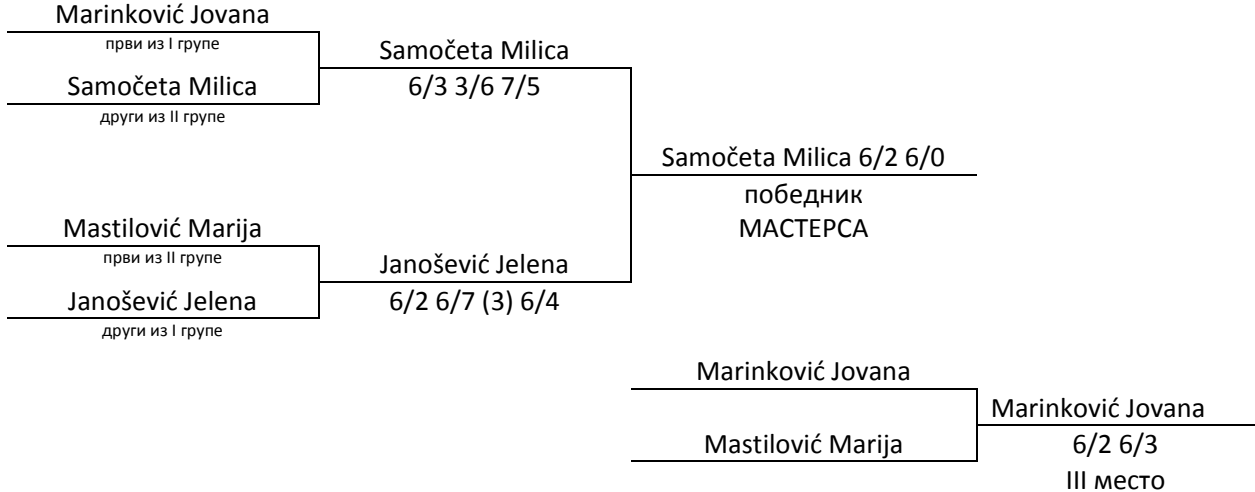 Marinković Jovana
први из I групе
Samočeta Milica
други из II групе
Samočeta Milica
6/3 3/6 7/5
Samočeta Milica 6/2 6/0
победник
МАСТЕРСА
Mastilović Marija
први из II групе
Janošević Jelena
други из I групе
Janošević Jelena
6/2 6/7 (3) 6/4
Marinković Jovana
Mastilović Marija
Marinković Jovana
6/2 6/3
III место